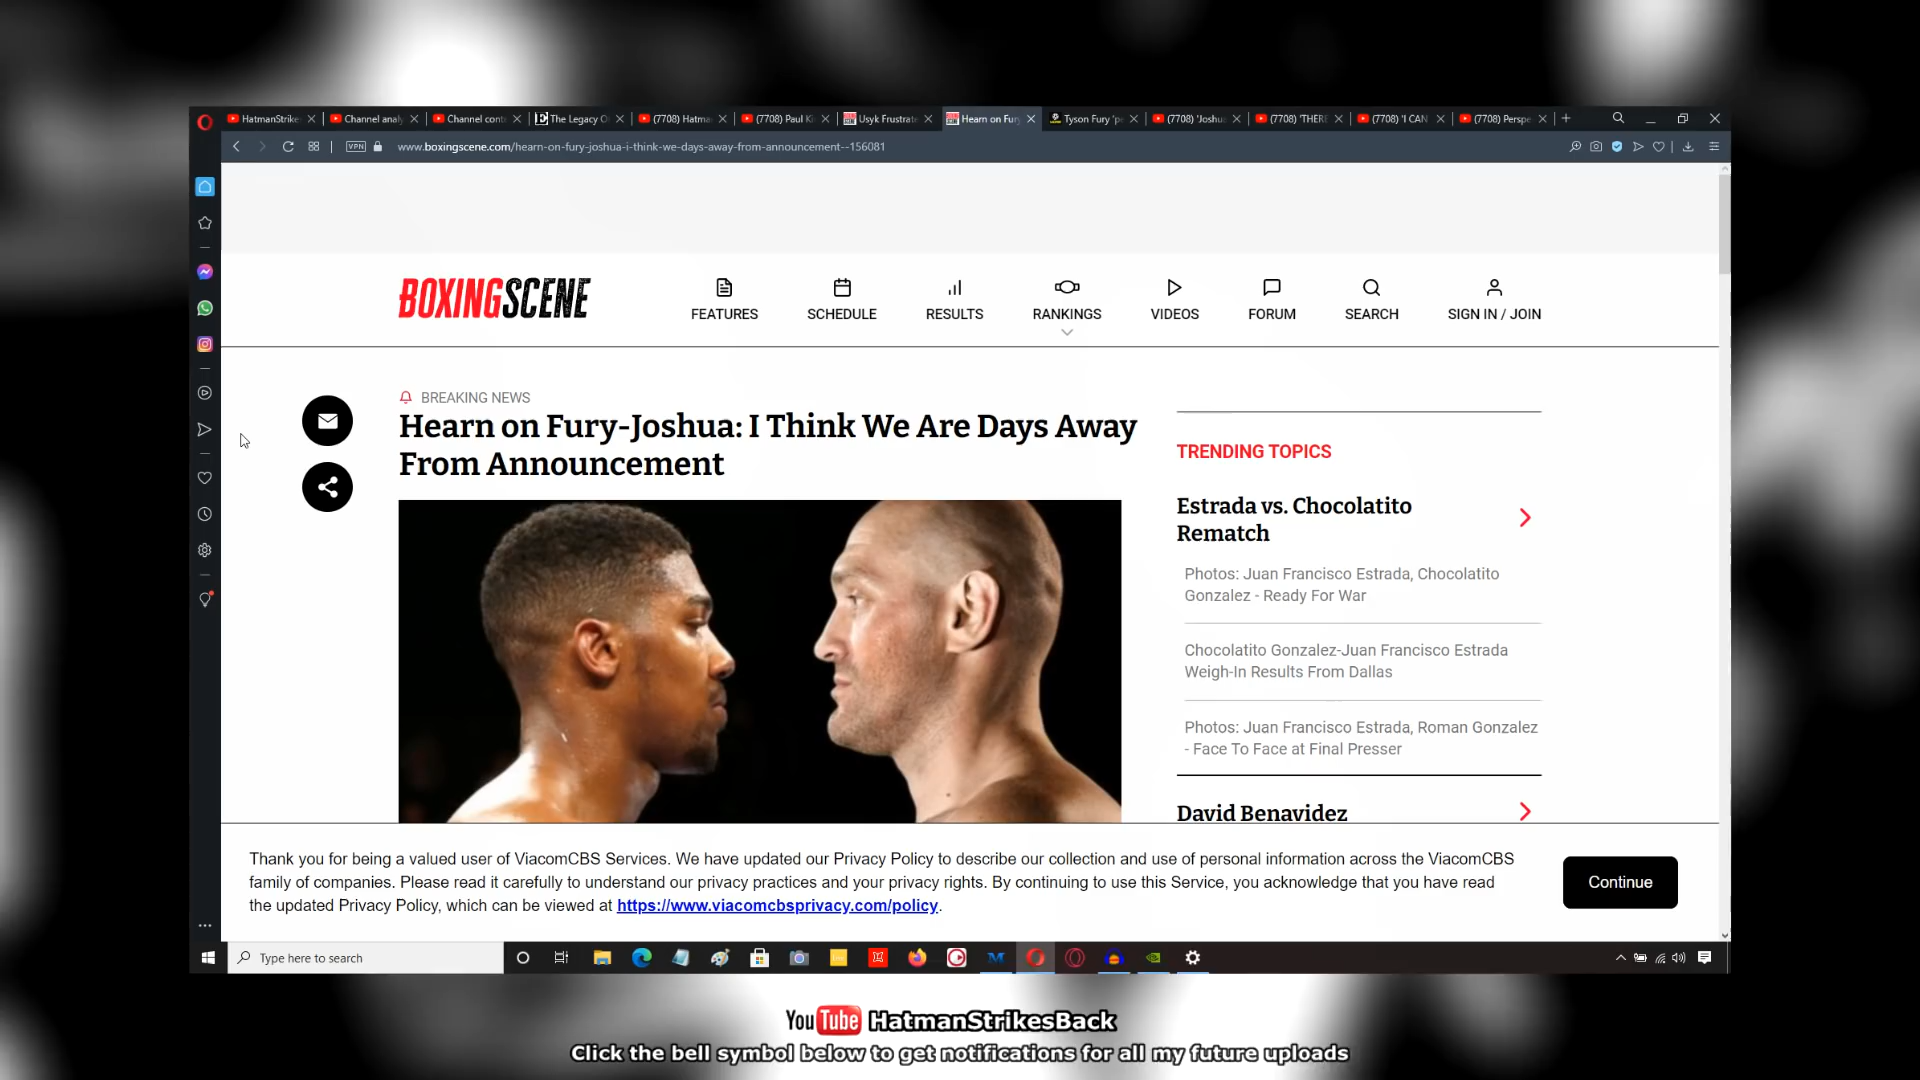 HatmanStrike
Channel analy
Channel cont
The Legacy O
(7708) Hatma
(7708) Paul Ki
Usyk Frustrate
Hearn on Fury
Tyson Fury 'pe
(7708) 'Joshua
(7708) 'THERE
(7708) 'I CAN
(7708) Perspe
VPN
www.boxingscene.com/hearn-on-fury-joshua-i-think-we-days-away-from-announcement--156081
BOXINGSCENE
FEATURES
SCHEDULE
RESULTS
RANKINGS
VIDEOS
FORUM
SEARCH
SIGN IN / JOIN
BREAKING NEWS
Hearn on Fury-Joshua: I Think We Are Days Away
From Announcement
TRENDING TOPICS
Estrada vs. Chocolatito
Rematch
Photos: Juan Francisco Estrada, Chocolatito
Gonzalez - Ready For War
Chocolatito Gonzalez-Juan Francisco Estrada
Weigh-In Results From Dallas
Photos: Juan Francisco Estrada, Roman Gonzalez
- Face To Face at Final Presser
David Benavidez
Thank you for being a valued user of ViacomCBS Services. We have updated our Privacy Policy to describe our collection and use of personal information across the ViacomCBS
family of companies. Please read it carefully to understand our privacy practices and your privacy rights. By continuing to use this Service, you acknowledge that you have read
the updated Privacy Policy, which can be viewed at https://www.viacomcbsprivacy.com/policy.
Continue
Type here to search
YouTube HatmanStrikesBack
Click the bell symbol below to get notifications for all my future uploads